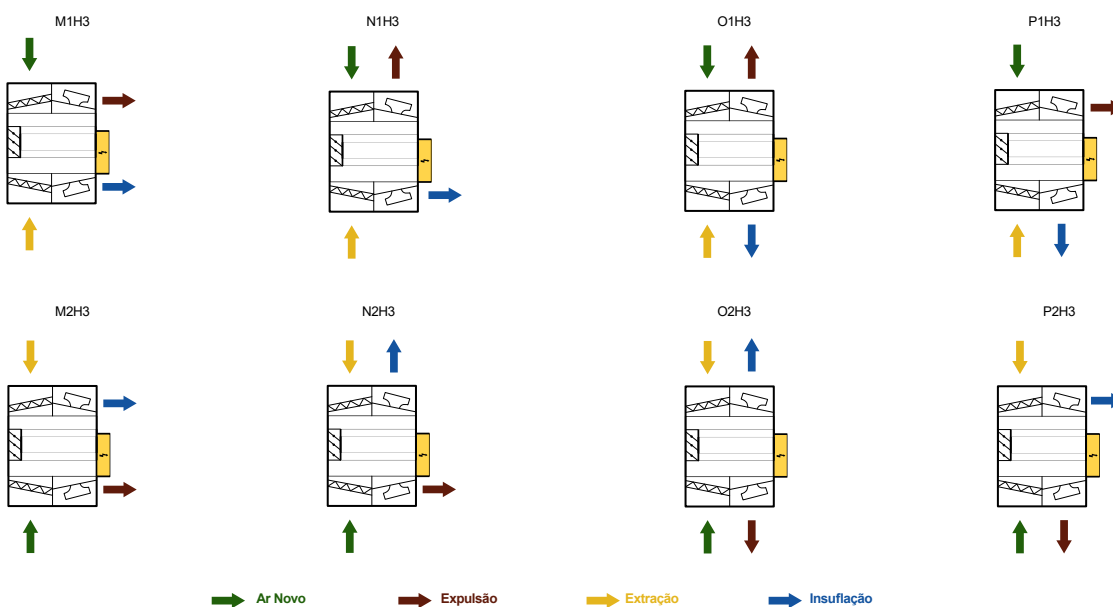 M1H3
N1H3
O1H3
P1H3
M2H3
N2H3
O2H3
P2H3
Ar Novo
Expulsão
Extração
Insuflação